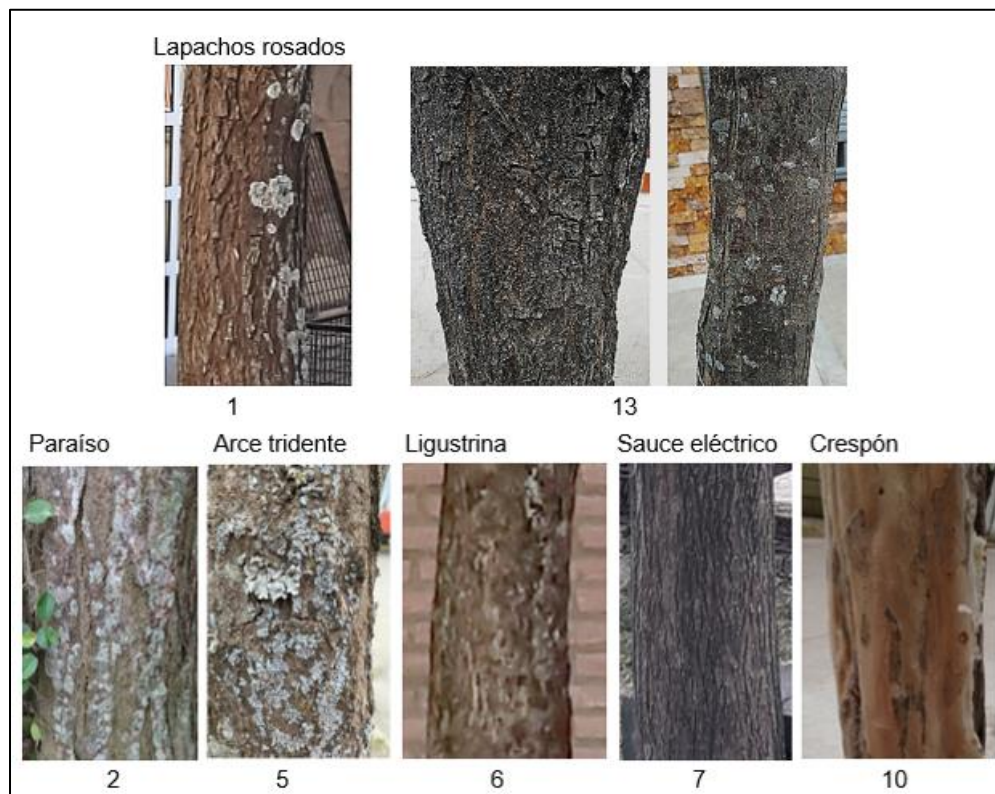 Lapachos rosados
1
13
Paraíso
Arce tridente
Ligustrina
Sauce eléctrico
Crespón
2
5
6
7
10